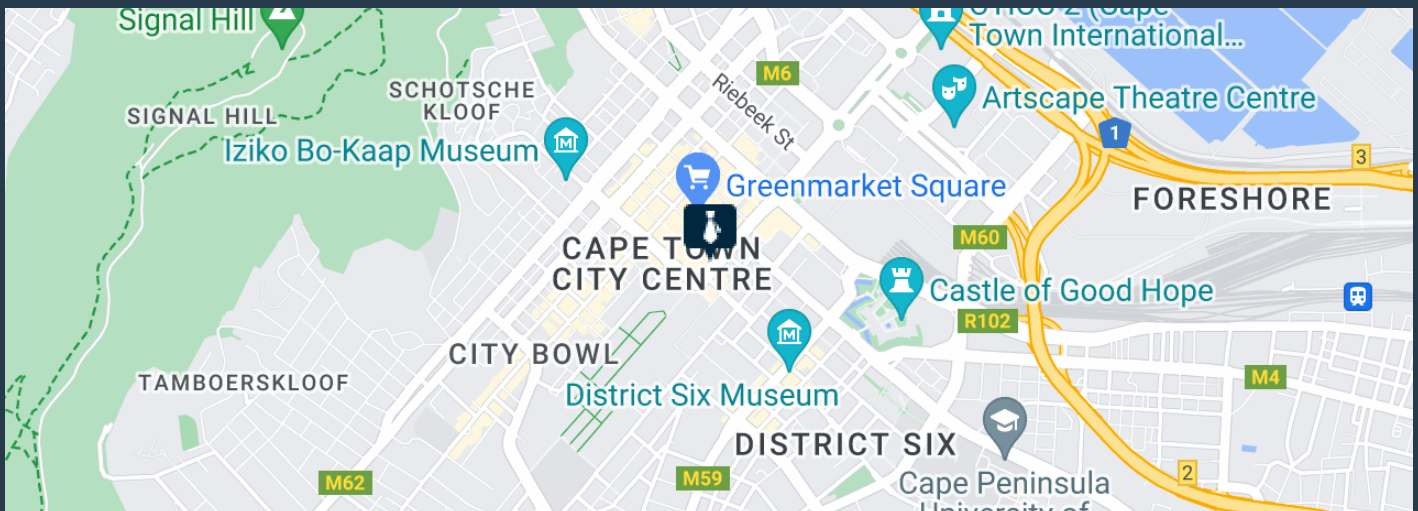 Signal Hill
Town International...
M6
SCHOTSCHE
KLOOF
Riebeek St
Artscape Theatre Centre
SIGNAL HILL
1
Iziko Bo-Kaap Museum
3
Greenmarket Square
FORESHORE
M60
CAPE TOWN
CITY CENTRE
Castle of Good Hope
R102
CITY BOWL
TAMBOERSKLOOF
M4
District Six Museum
DISTRICT SIX
2
M62
M59
Cape Peninsula
University of